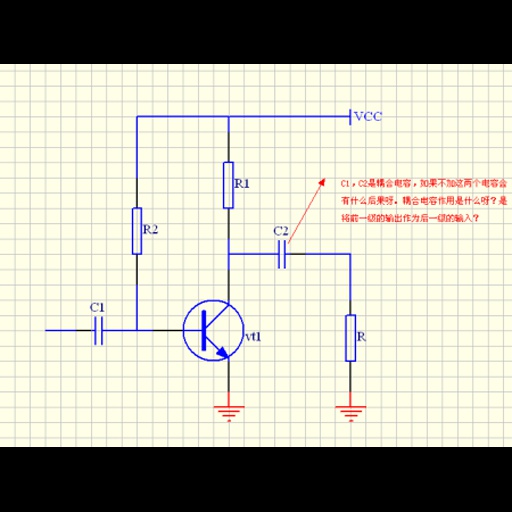 VCC
R1
C1，C2是耦合电容，如果不加这两个电容会
有什么后果呀。耦合电容作用是什么呀？是
将前一级的输出作为后一级的输入？
R2
C2
C1
vt1
R